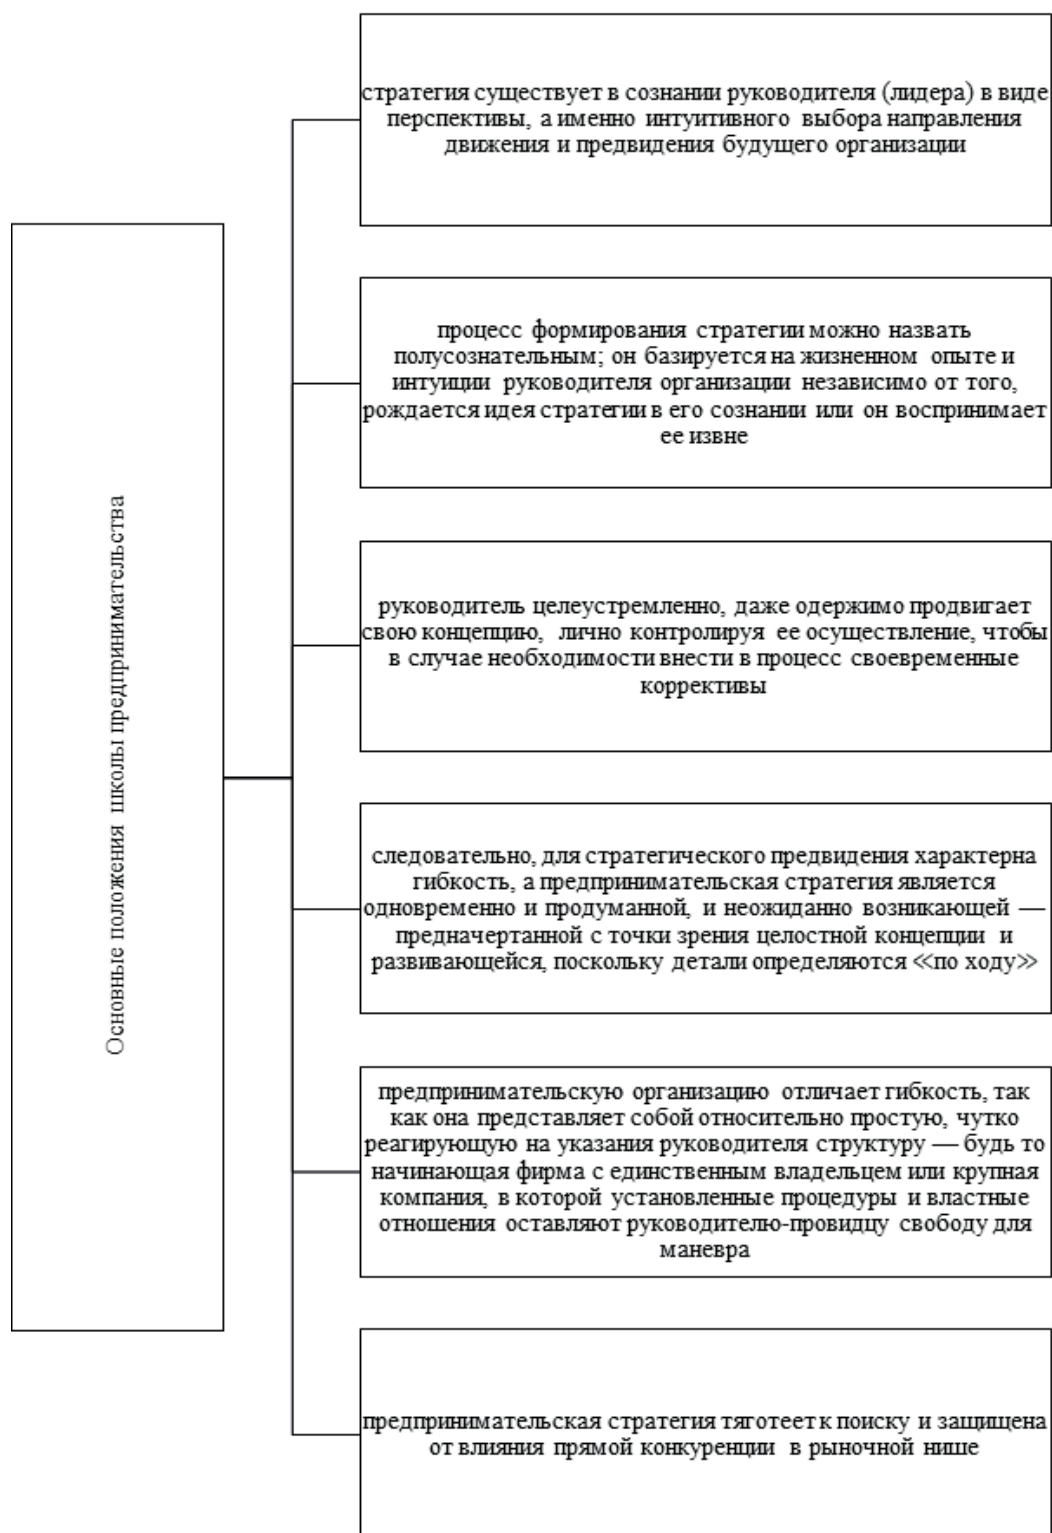 Основные положения школы предпринимательства
стратегия существует в сознании руководителя (лидера) в виде
перспективы, а именно интуитивного выбора направления
движения и предвидения будущего организации
процесс формирования стратегии можно назвать
полусознательным; он базируется на жизненном опыте и
интуиции руководителя организации независимо от того,
рождается идея стратегии в его сознании или он воспринимает
ее извне
руководитель целеустремленно, даже одержимо продвигает
свою концепцию, лично контролируя ее осуществление, чтобы
в случае необходимости внести в процесс своевременные
коррективы
следовательно, для стратегического предвидения характерна
гибкость, а предпринимательская стратегия является
одновременно и продуманной, и неожиданно возникающей —
предначертанной с точки зрения целостной концепции и
развивающейся, поскольку детали определяются «по ходу»
предпринимательскую организацию отличает гибкость, так
как она представляет собой относительно простую, чутко
реагирующую на указания руководителя структуру — будь то
начинающая фирма с единственным владельцем или крупная
компания, в которой установленные процедуры и властные
отношения оставляют руководителю-провидцу свободу для
маневра
предпринимательская стратегия тяготеет к поиску и защищена
от влияния прямой конкуренции в рыночной нише